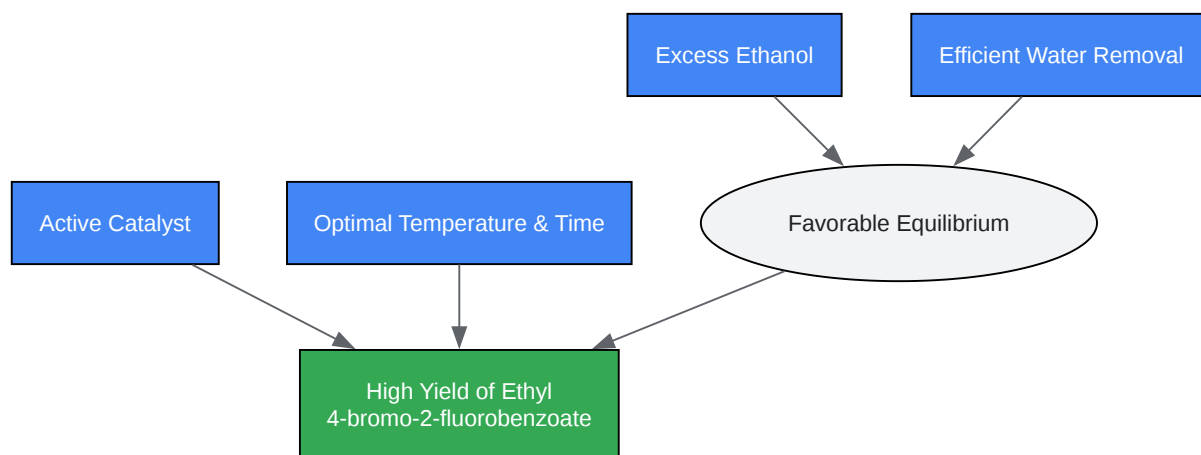 Excess Ethanol
Efficient Water Removal
Active Catalyst
Optimal Temperature & Time
Favorable Equilibrium
High Yield of Ethyl
4-bromo-2-fluorobenzoate